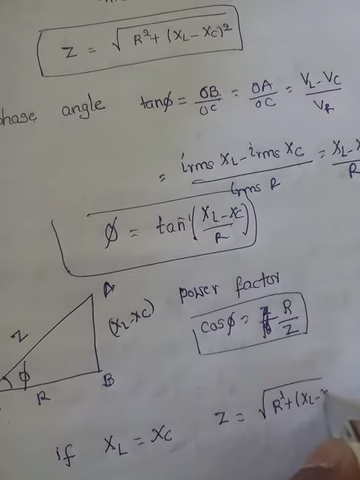 Z = √(R² + (XL - XC)²)
phase angle tanϕ = OB/OC = OA/OC = (VL - VC)/VR
= (irms XL - irms XC)/(irms R) = (XL - X/R
ϕ = tan⁻¹((XL - XC)/R)
A
power factor
Z (XL - XC)
cosϕ = R/Z
ϕ
R B
if XL = XC Z = √(R² + (XL -